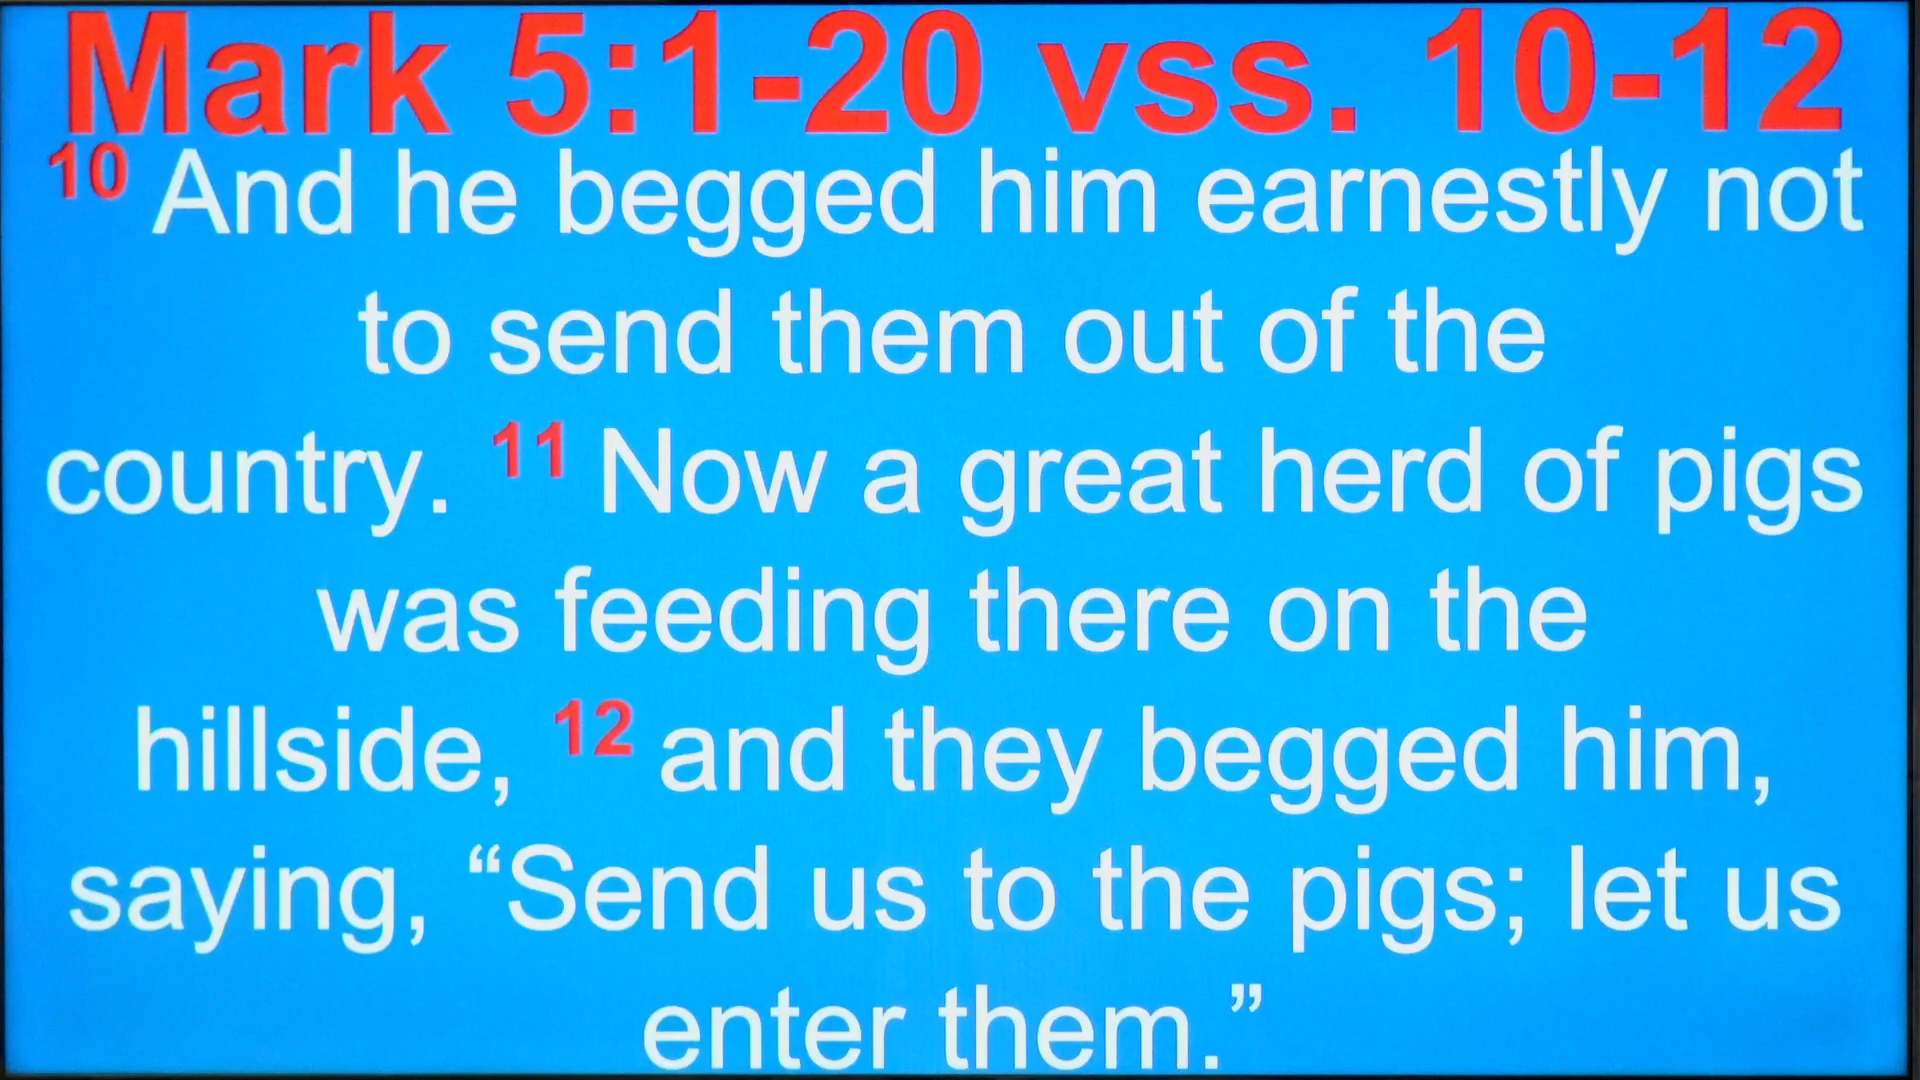 Mark 5:1-20 vss. 10-12
10 And he begged him earnestly not
to send them out of the
country. 11 Now a great herd of pigs
was feeding there on the
hillside, 12 and they begged him,
saying, “Send us to the pigs; let us
enter them.”